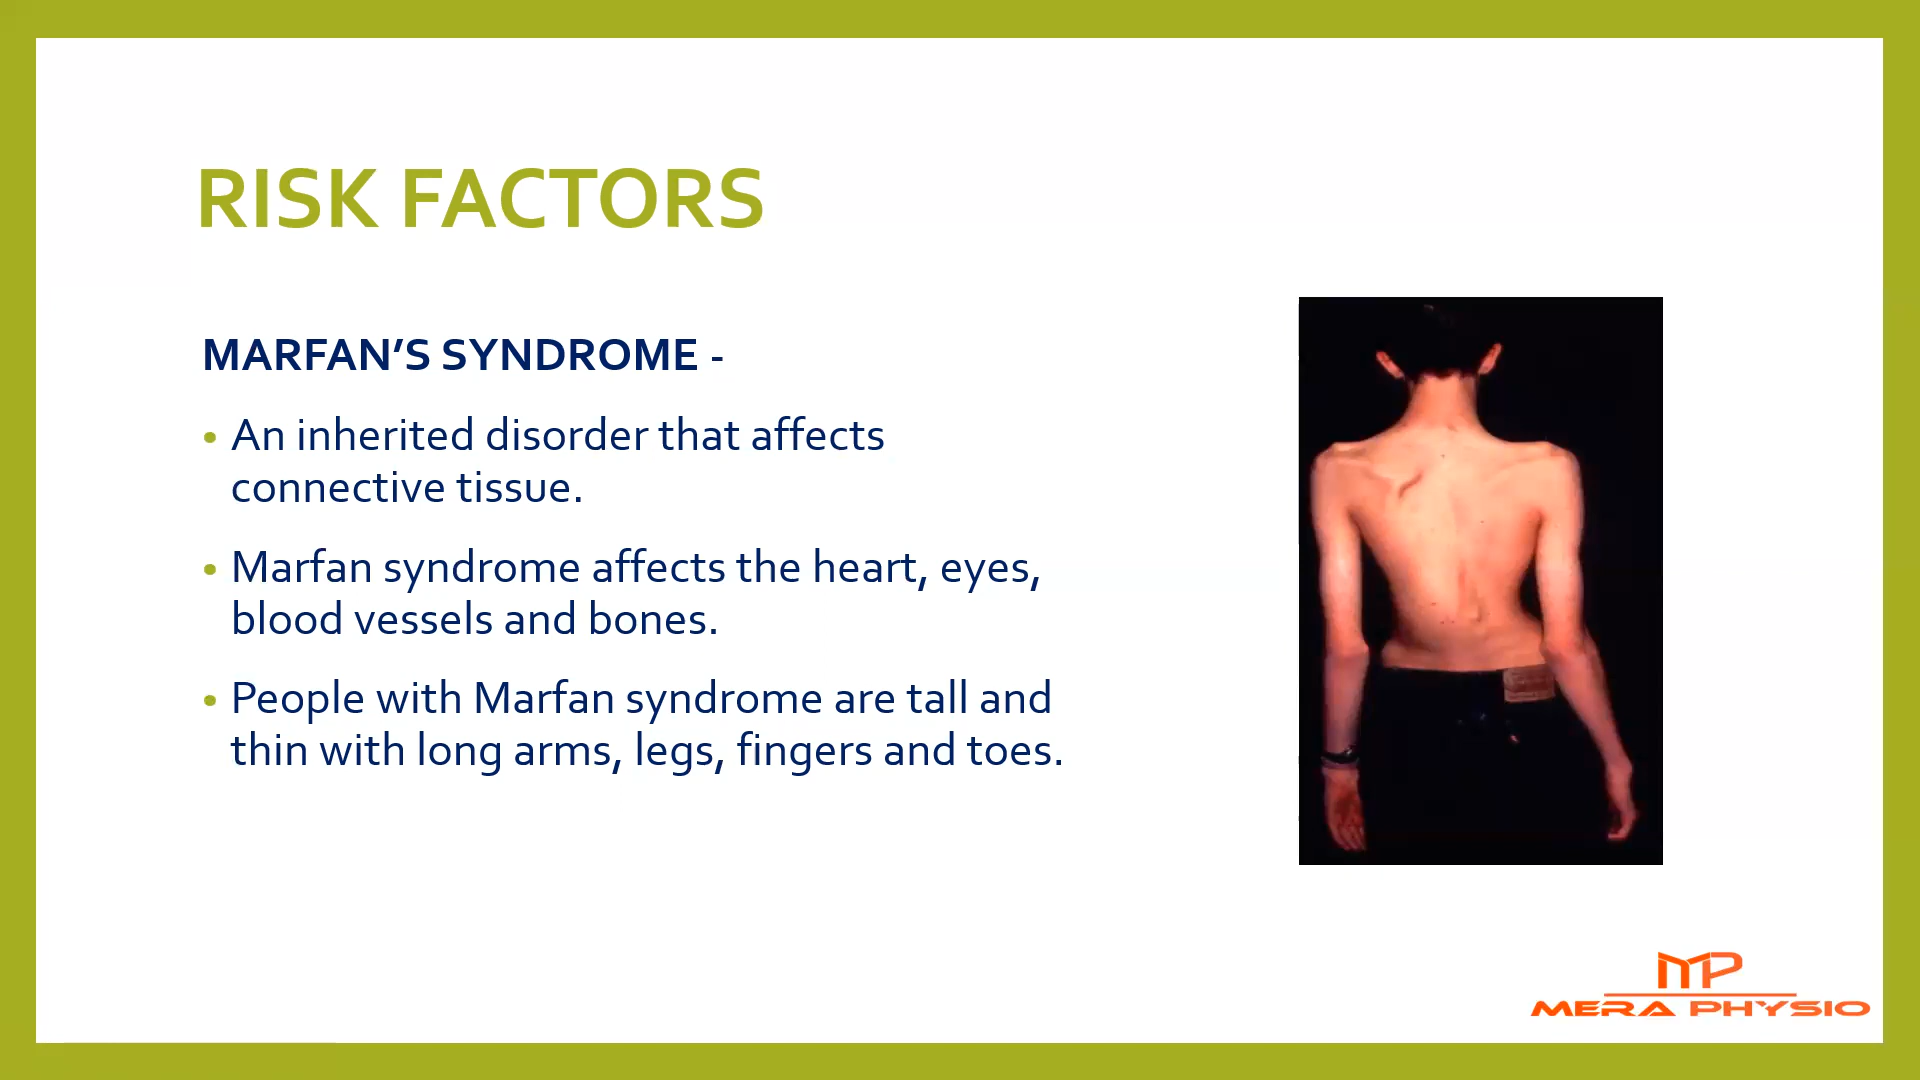 RISK FACTORS
MARFAN’S SYNDROME -
• An inherited disorder that affects
connective tissue.
• Marfan syndrome affects the heart, eyes,
blood vessels and bones.
• People with Marfan syndrome are tall and
thin with long arms, legs, fingers and toes.
MP
MERA PHYSIO